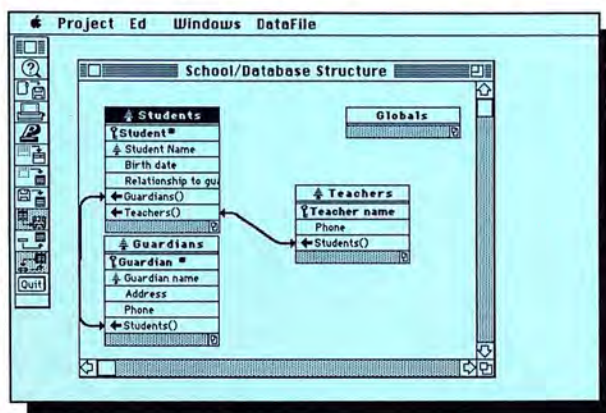 Project Ed Windows DataFile
School/Database Structure
Students
Student
Student Name
Birth date
Relationship to gua
Guardians()
Teachers()
Guardians
Guardian
Guardian name
Address
Phone
Students()
Globals
Teachers
Teacher name
Phone
Students()
Quit